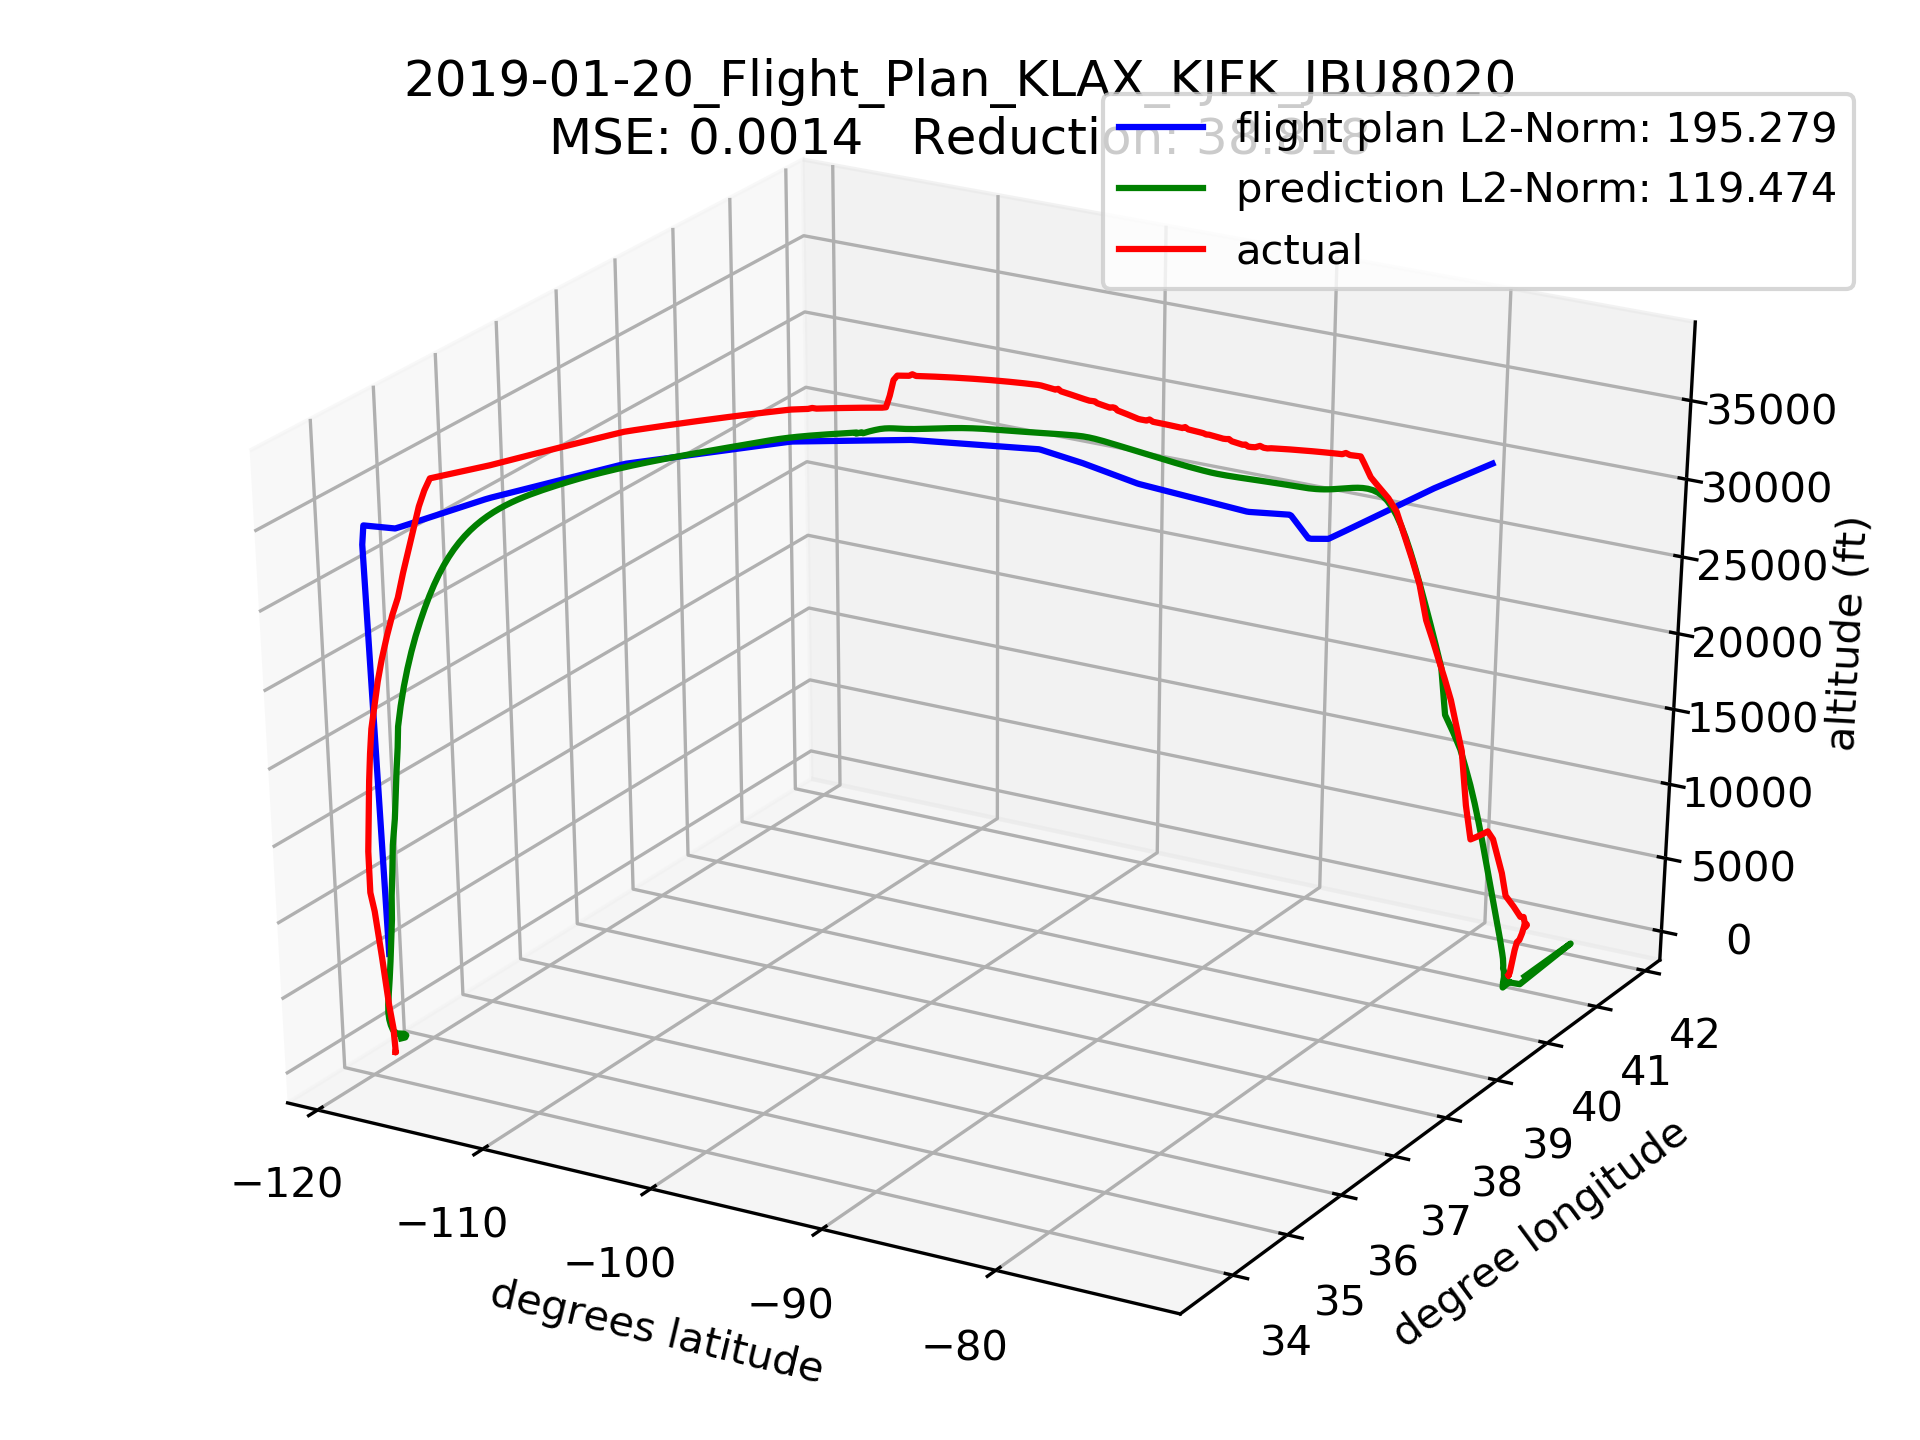 2019-01-20_Flight_Plan_KLAX_KJFK_JBU8020
MSE: 0.0014 Reduction: 38.818
flight plan L2-Norm: 195.279
prediction L2-Norm: 119.474
actual
35000
30000
25000
20000
15000
10000
5000
0
altitude (ft)
−120
−110
−100
−90
−80
degrees latitude
34
35
36
37
38
39
40
41
42
degree longitude